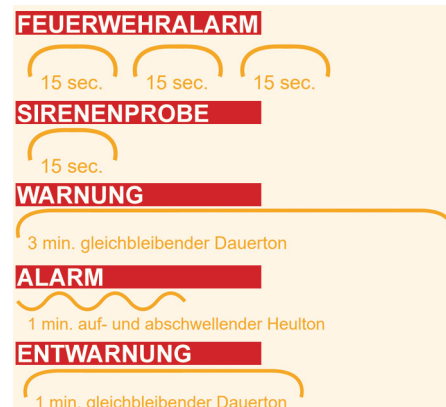 FEUERWEHRALARM
15 sec. 15 sec. 15 sec.
SIRENENPROBE
15 sec.
WARNUNG
3 min. gleichbleibender Dauerton
ALARM
1 min. auf- und abschwellender Heulton
ENTWARNUNG
1 min. gleichbleibender Dauerton